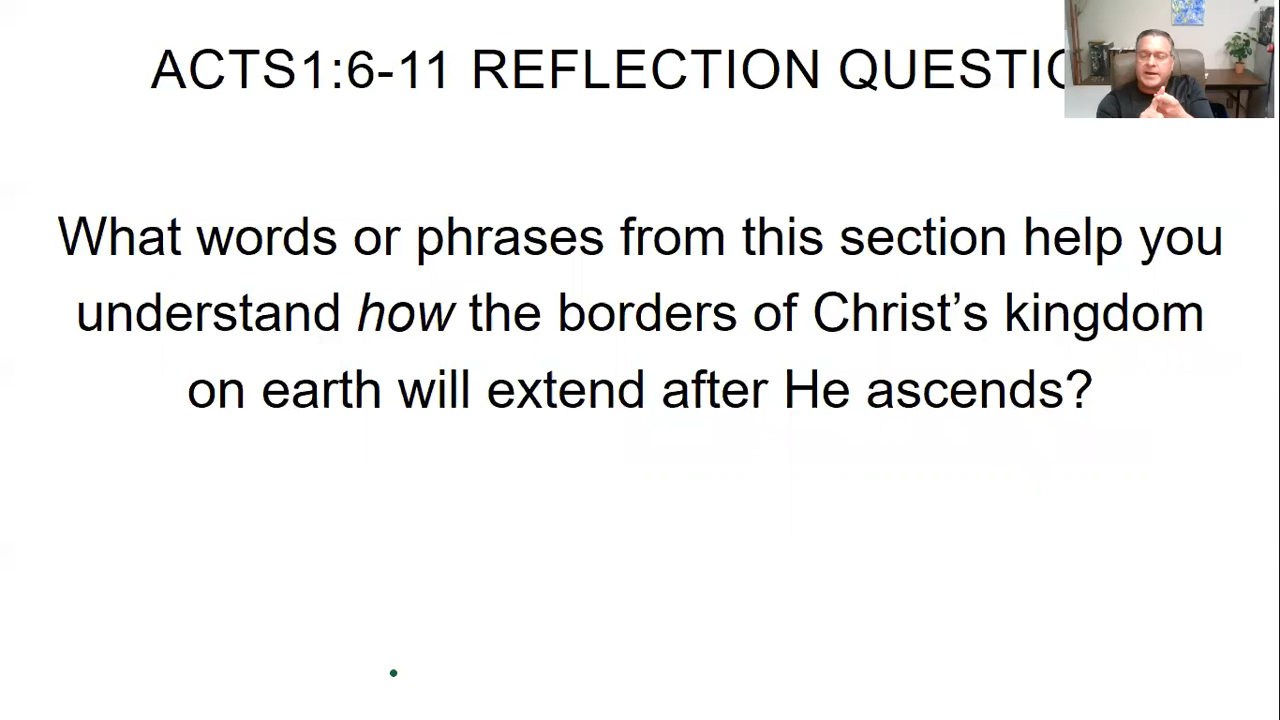 ACTS1:6-11 REFLECTION
What words or phrases from this section help you
understand how the borders of Christ’s kingdom
on earth will extend after He ascends?